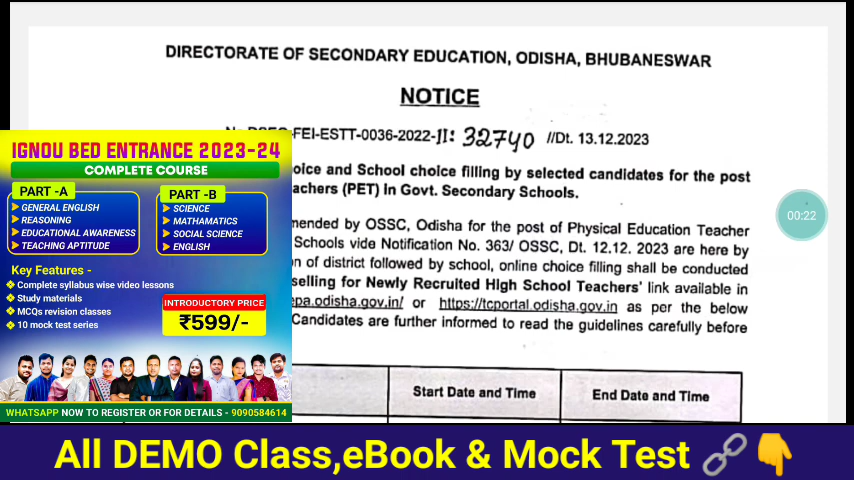 DIRECTORATE OF SECONDARY EDUCATION, ODISHA, BHUBANESWAR
NOTICE
-FEI-ESTT-0036-2022-JI: 32740 //Dt. 13.12.2023
oice and School choice filling by selected candidates for the post
achers (PET) in Govt. Secondary Schools.
mended by OSSC, Odisha for the post of Physical Education Teacher
Schools vide Notification No. 363/ OSSC, Dt. 12.12. 2023 are here by
on of district followed by school, online choice filling shall be conducted
selling for Newly Recruited High School Teachers' link available in
epa.odisha.gov.in/ or https://tcportal.odisha.gov.in as per the below
Candidates are further informed to read the guidelines carefully before
Start Date and Time
End Date and Time
00:22
IGNOU BED ENTRANCE 2023-24
COMPLETE COURSE
PART -A
GENERAL ENGLISH
REASONING
EDUCATIONAL AWARENESS
TEACHING APTITUDE
PART -B
SCIENCE
MATHAMATICS
SOCIAL SCIENCE
ENGLISH
Key Features -
Complete syllabus wise video lessons
Study materials
MCQs revision classes
10 mock test series
INTRODUCTORY PRICE
₹599/-
WHATSAPP NOW TO REGISTER OR FOR DETAILS - 9090584614
All DEMO Class,eBook & Mock Test 🔗👇